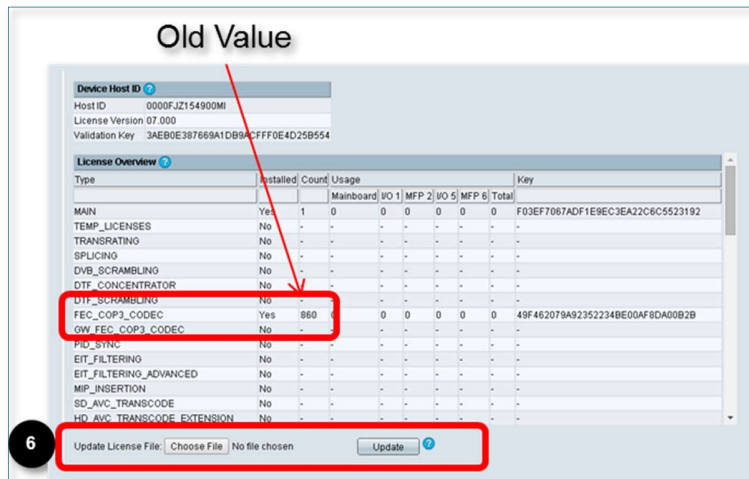 Old Value
Device Host ID ?
Host ID 0000FJZ154900MI
License Version 07.000
Validation Key 3AEB0E387669A1DB9ACFFF0E4D25B554
License Overview ?
Type Installed Count Usage Key
Mainboard I/O 1 MFP 2 I/O 5 MFP 6 Total
MAIN Yes 1 0 0 0 0 0 0 F03EF7067ADF1E9EC3EA22C6C5523192
TEMP_LICENSES No - - - - - - - -
TRANSRATING No - - - - - - - -
SPLICING No - - - - - - - -
DVB_SCRAMBLING No - - - - - - - -
DTF_CONCENTRATOR No - - - - - - - -
DTF_SCRAMBLING No - - - - - - - -
FEC_COP3_CODEC Yes 860 0 0 0 0 0 0 49F462079A92352234BE00AF8DA00B2B
GW_FEC_COP3_CODEC No - - - - - - - -
PID_SYNC No - - - - - - - -
EIT_FILTERING No - - - - - - - -
EIT_FILTERING_ADVANCED No - - - - - - - -
MIP_INSERTION No - - - - - - - -
SD_AVC_TRANSCODE No - - - - - - - -
HD_AVC_TRANSCODE_EXTENSION No - - - - - - - -
6 Update License File: Choose File No file chosen Update ?